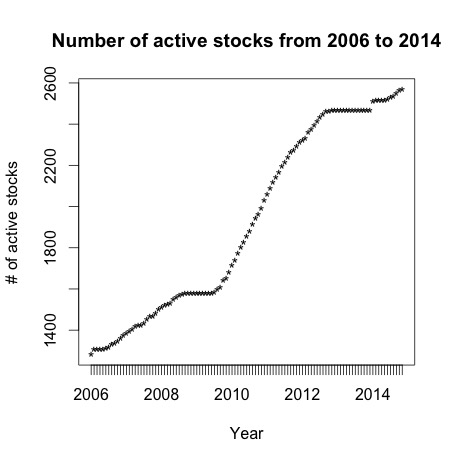 Number of active stocks from 2006 to 2014
2600
2200
1800
1400
# of active stocks
2006 2008 2010 2012 2014
Year